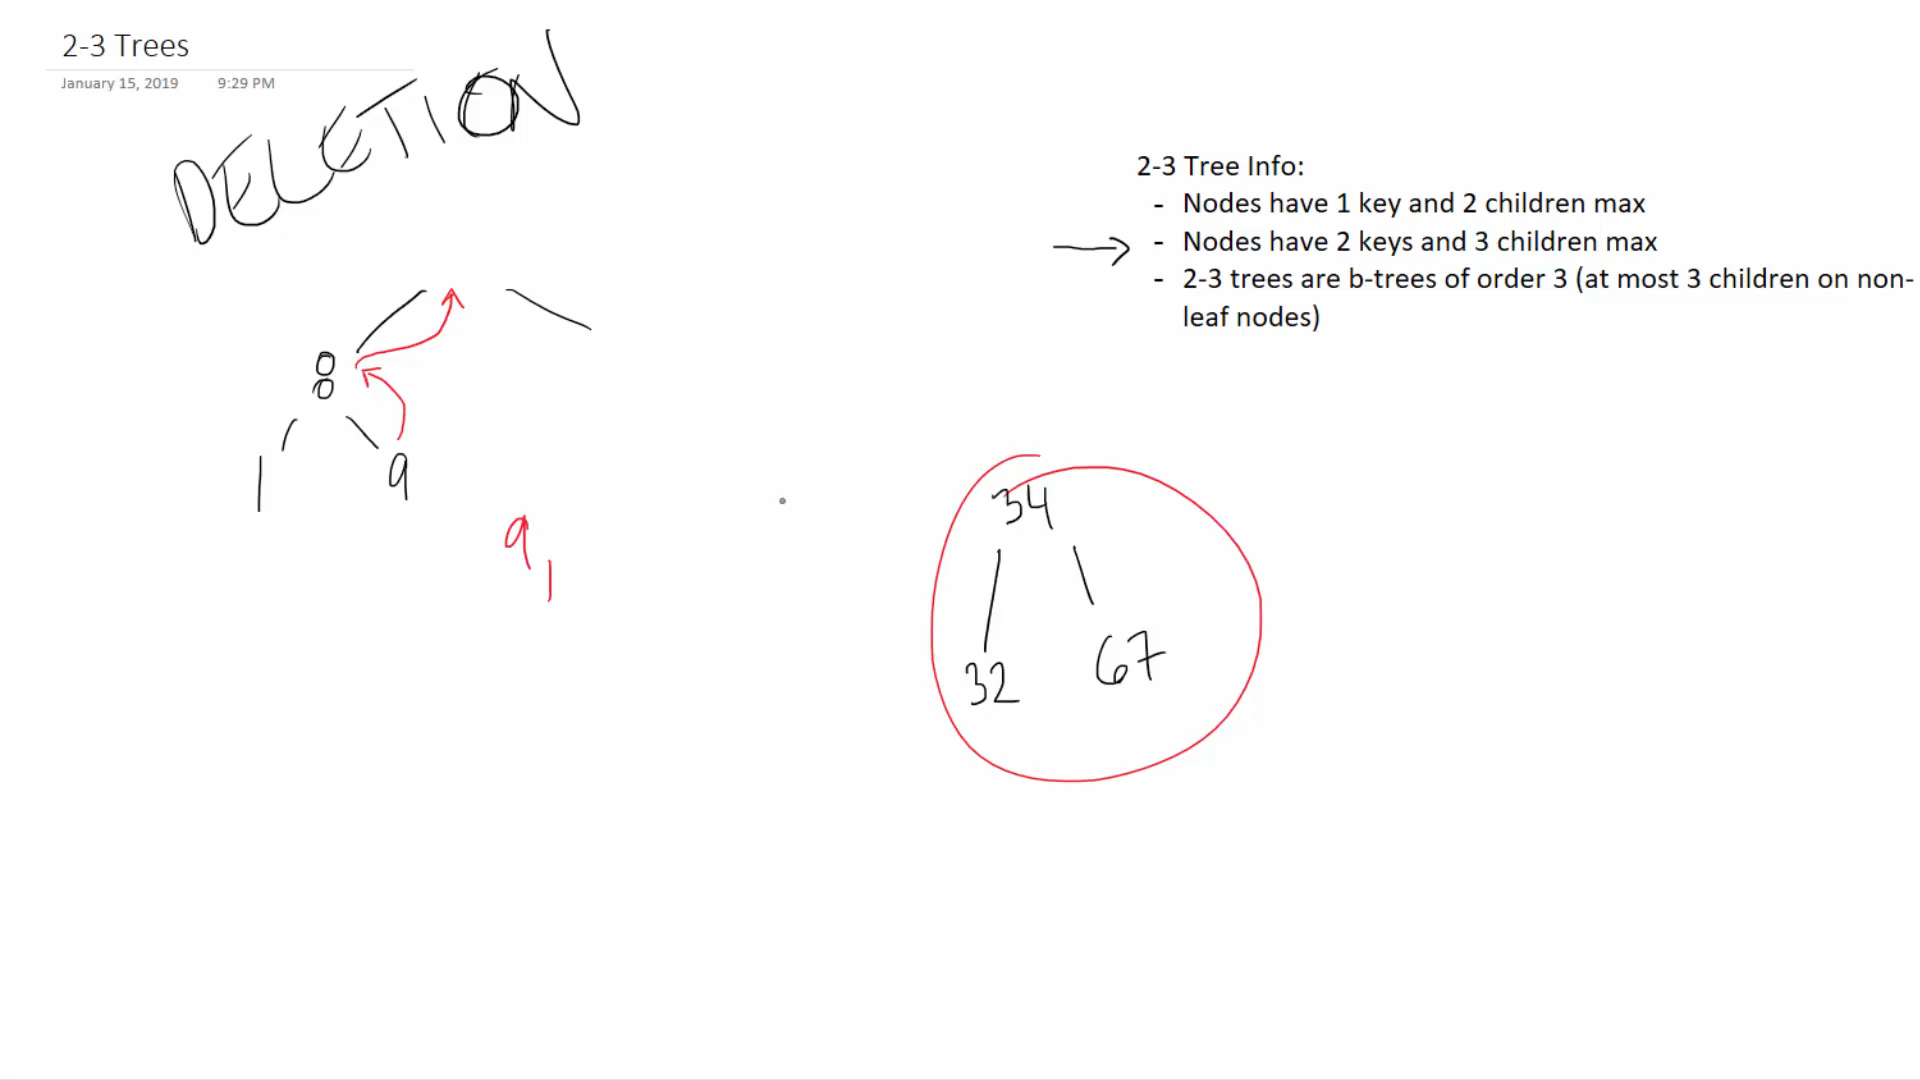 2-3 Trees
January 15, 2019 9:29 PM
DELETION
2-3 Tree Info:
- Nodes have 1 key and 2 children max
- Nodes have 2 keys and 3 children max
- 2-3 trees are b-trees of order 3 (at most 3 children on non-
leaf nodes)
8
1 9
9
1
34
32 67